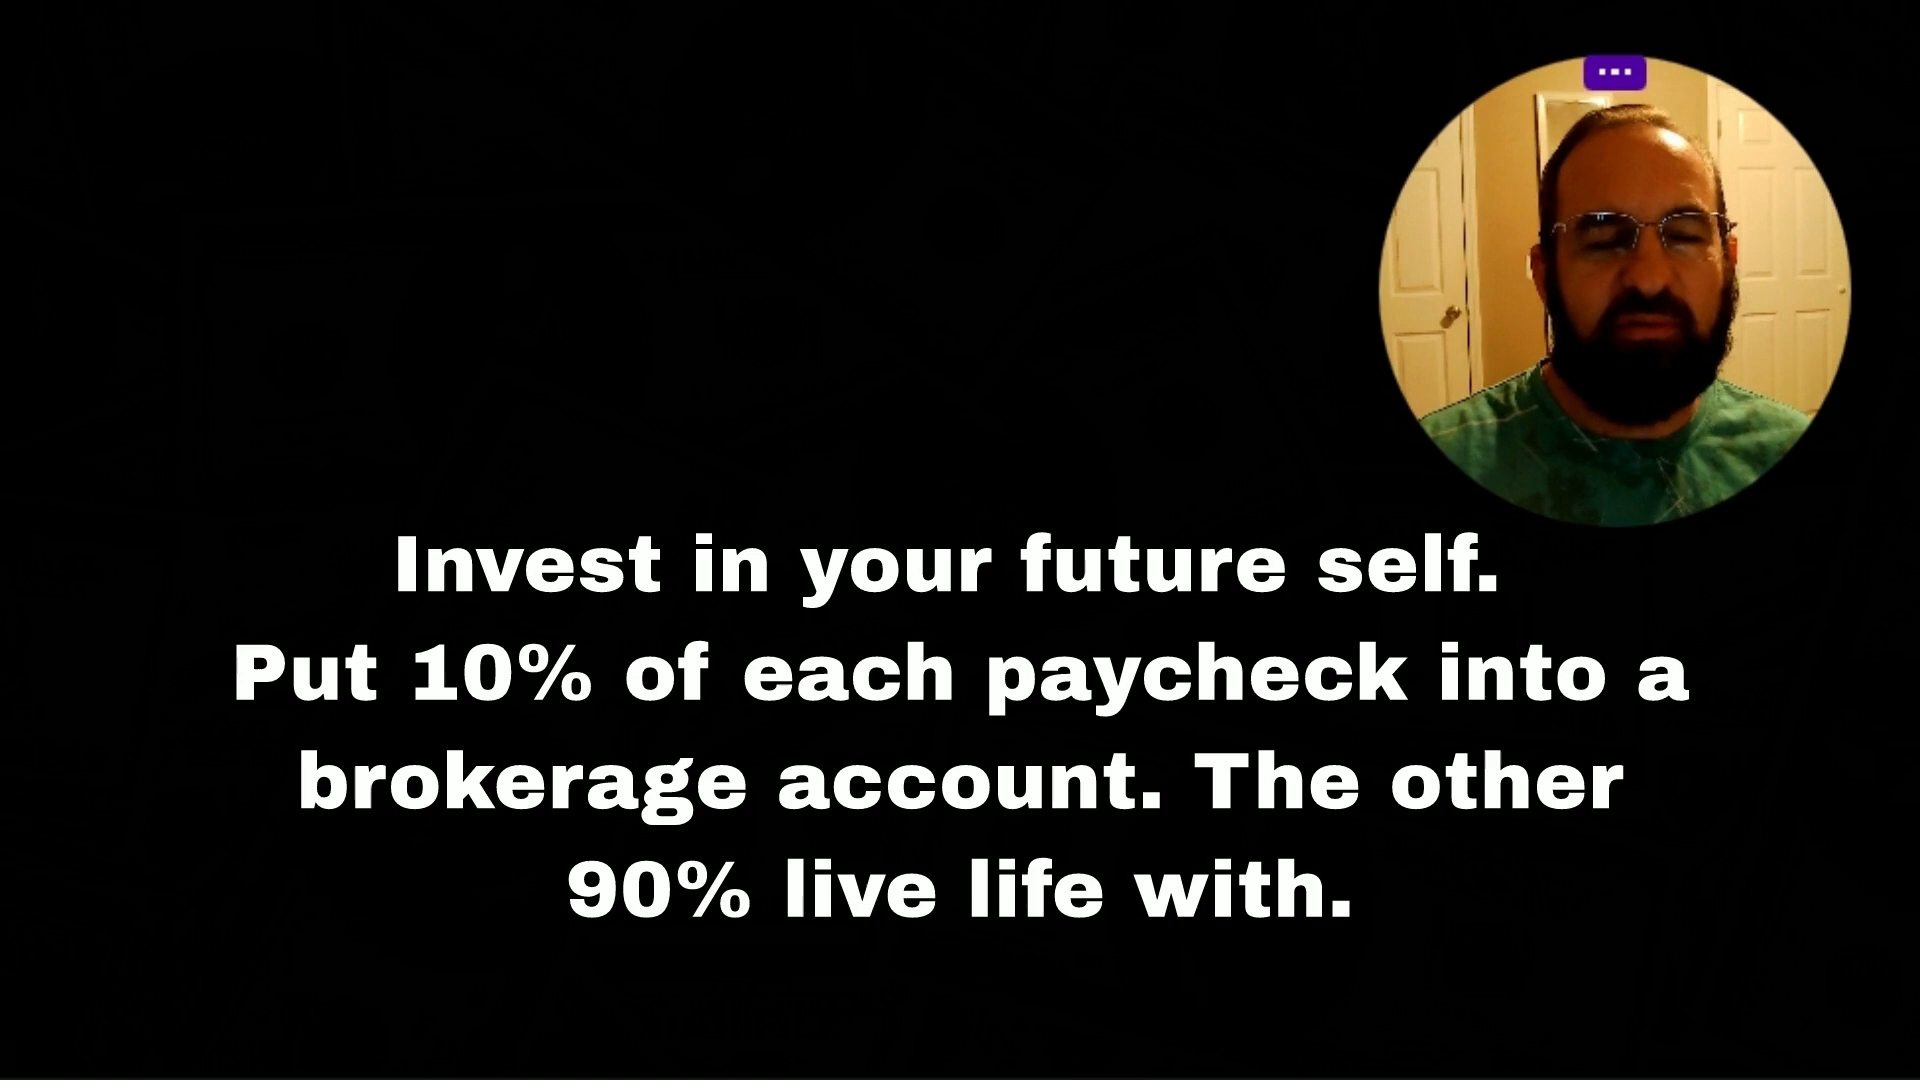 Invest in your future self.
Put 10% of each paycheck into a
brokerage account. The other
90% live life with.